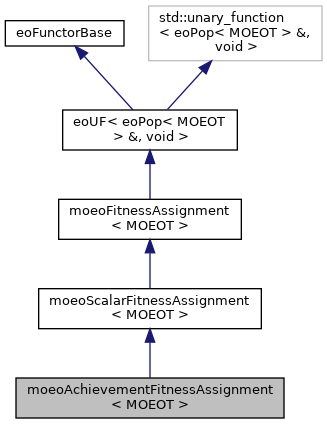 eoFunctorBase
std::unary_function
< eoPop< MOEOT > &,
void >
eoUF< eoPop< MOEOT
> &, void >
moeoFitnessAssignment
< MOEOT >
moeoScalarFitnessAssignment
< MOEOT >
moeoAchievementFitnessAssignment
< MOEOT >